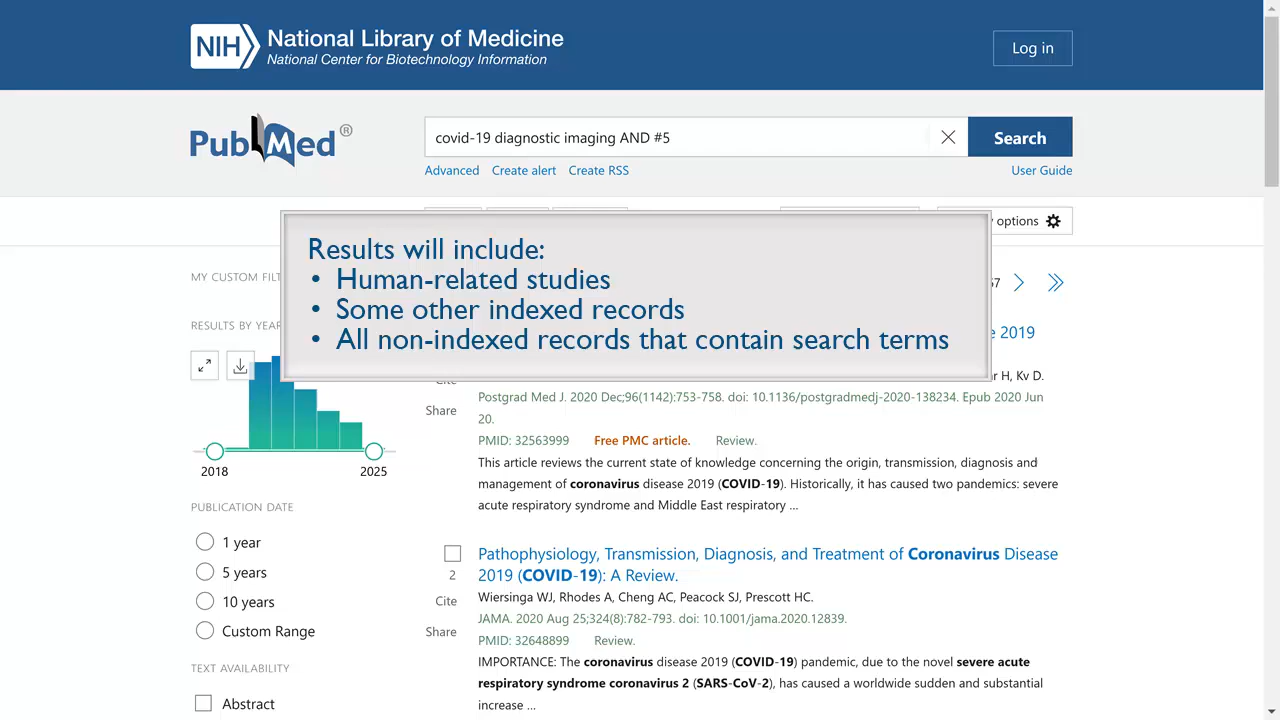 NIH
National Library of Medicine
National Center for Biotechnology Information
Log in
PubMed®
covid-19 diagnostic imaging AND #5
Search
Advanced
Create alert
Create RSS
User Guide
options
Results will include:
• Human-related studies
• Some other indexed records
• All non-indexed records that contain search terms
MY CUSTOM
RESULTS BY YEAR
2019
H, Kv D.
Cite
Postgrad Med J. 2020 Dec;96(1142):753-758. doi: 10.1136/postgradmedj-2020-138234. Epub 2020 Jun
20.
Share
PMID: 32563999 Free PMC article. Review.
This article reviews the current state of knowledge concerning the origin, transmission, diagnosis and
management of coronavirus disease 2019 (COVID-19). Historically, it has caused two pandemics: severe
acute respiratory syndrome and Middle East respiratory ...
2018
2025
PUBLICATION DATE
1 year
5 years
10 years
Custom Range
TEXT AVAILABILITY
Abstract
2
Cite
Share
Pathophysiology, Transmission, Diagnosis, and Treatment of Coronavirus Disease
2019 (COVID-19): A Review.
Wiersinga WJ, Rhodes A, Cheng AC, Peacock SJ, Prescott HC.
JAMA. 2020 Aug 25;324(8):782-793. doi: 10.1001/jama.2020.12839.
PMID: 32648899 Review.
IMPORTANCE: The coronavirus disease 2019 (COVID-19) pandemic, due to the novel severe acute
respiratory syndrome coronavirus 2 (SARS-CoV-2), has caused a worldwide sudden and substantial
increase ...